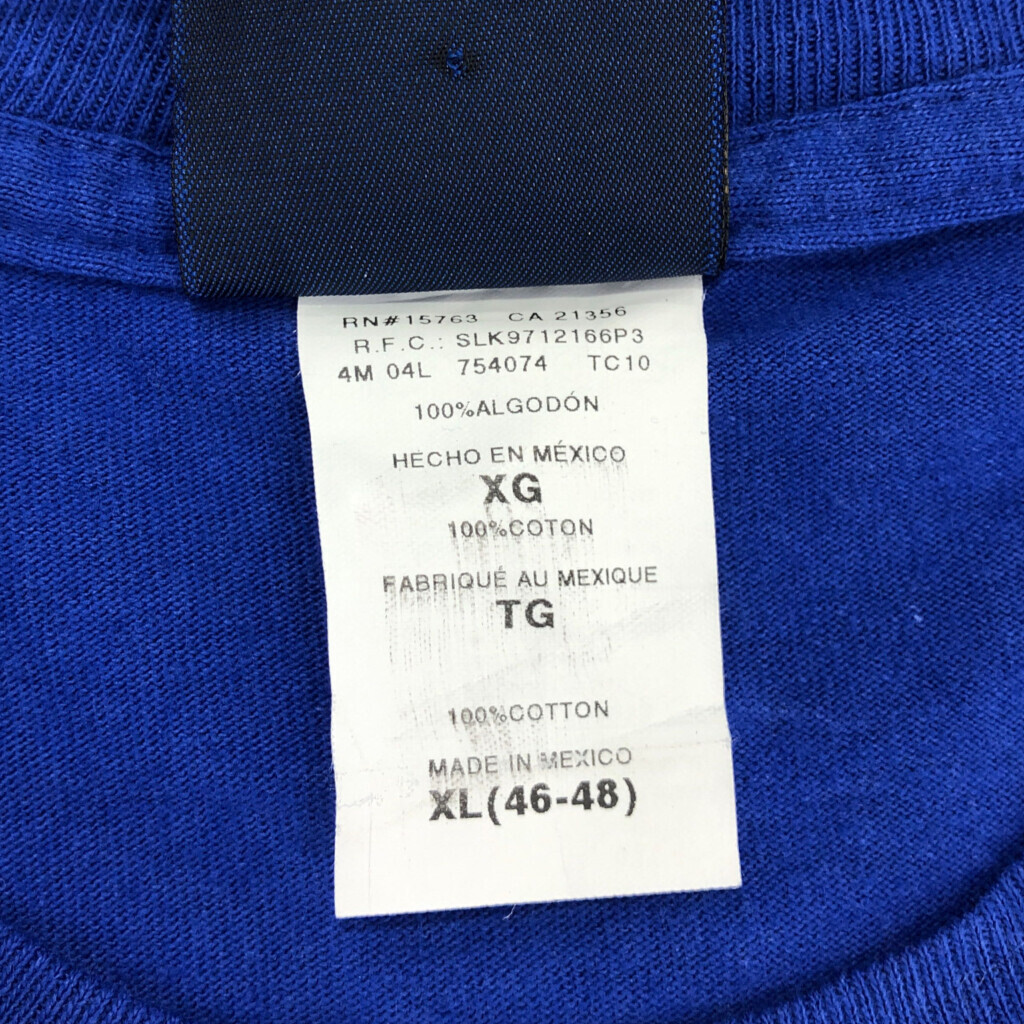 RN#15763 CA 21356
R.F.C.: SLK9712166P3
4M 04L 754074 TC10
100%ALGODÓN
HECHO EN MÉXICO
XG
100%COTON
FABRIQUÉ AU MEXIQUE
TG
100%COTTON
MADE IN MEXICO
XL(46-48)